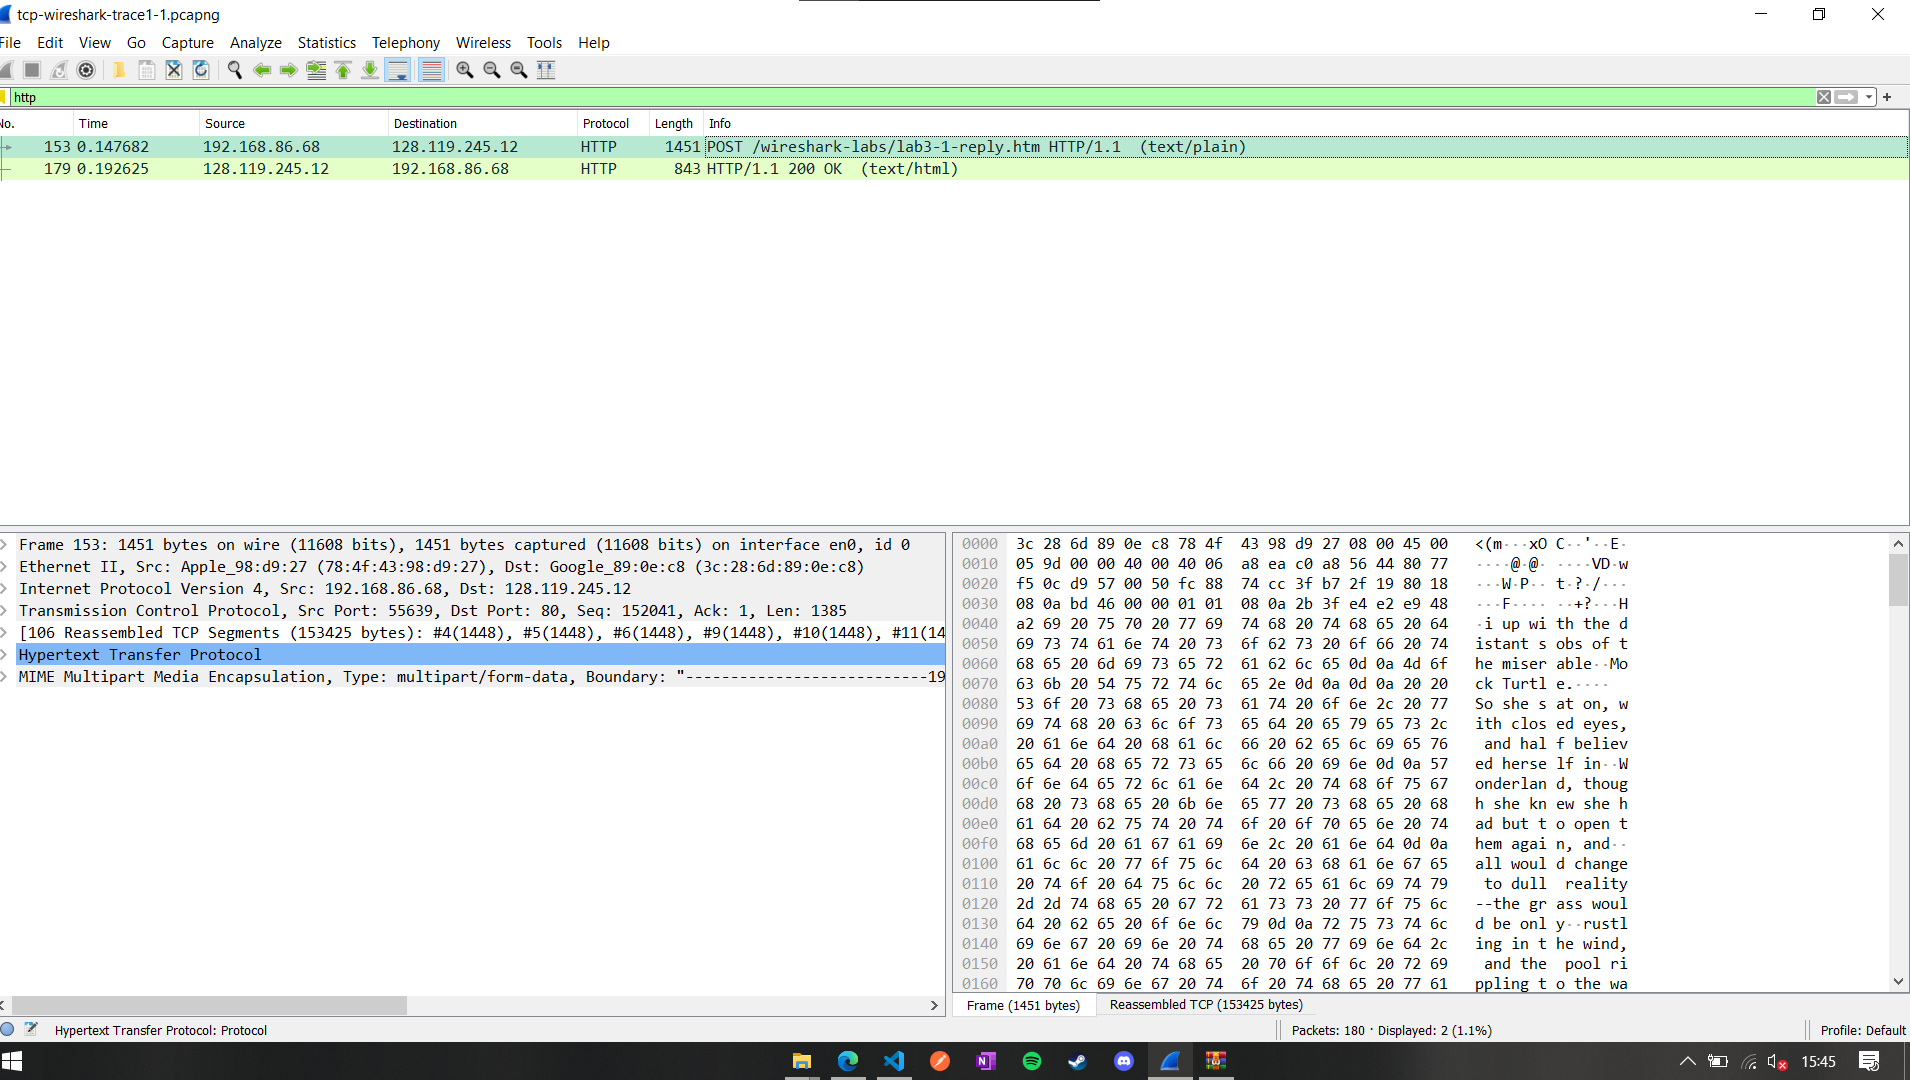 tcp-wireshark-trace1-1.pcapng
File Edit View Go Capture Analyze Statistics Telephony Wireless Tools Help
http
No. Time Source Destination Protocol Length Info
153 0.147682 192.168.86.68 128.119.245.12 HTTP 1451 POST /wireshark-labs/lab3-1-reply.htm HTTP/1.1 (text/plain)
179 0.192625 128.119.245.12 192.168.86.68 HTTP 843 HTTP/1.1 200 OK (text/html)
Frame 153: 1451 bytes on wire (11608 bits), 1451 bytes captured (11608 bits) on interface en0, id 0
Ethernet II, Src: Apple_98:d9:27 (78:4f:43:98:d9:27), Dst: Google_89:0e:c8 (3c:28:6d:89:0e:c8)
Internet Protocol Version 4, Src: 192.168.86.68, Dst: 128.119.245.12
Transmission Control Protocol, Src Port: 55639, Dst Port: 80, Seq: 152041, Ack: 1, Len: 1385
[106 Reassembled TCP Segments (153425 bytes): #4(1448), #5(1448), #6(1448), #9(1448), #10(1448), #11(14
Hypertext Transfer Protocol
MIME Multipart Media Encapsulation, Type: multipart/form-data, Boundary: "---------------------------19
0000 3c 28 6d 89 0e c8 78 4f 43 98 d9 27 08 00 45 00 <(m···xO C··'··E·
0010 05 9d 00 00 40 00 40 06 a8 ea c0 a8 56 44 80 77 ····@·@· ····VD·w
0020 f5 0c d9 57 00 50 fc 88 74 cc 3f b7 2f 19 80 18 ···W·P·· t·?·/···
0030 08 0a bd 46 00 00 01 01 08 0a 2b 3f e4 e2 e9 48 ···F···· ··+?···H
0040 a2 69 20 75 70 20 77 69 74 68 20 74 68 65 20 64 ·i up wi th the d
0050 69 73 74 61 6e 74 20 73 6f 62 73 20 6f 66 20 74 istant s obs of t
0060 68 65 20 6d 69 73 65 72 61 62 6c 65 0d 0a 4d 6f he miser able··Mo
0070 63 6b 20 54 75 72 74 6c 65 2e 0d 0a 0d 0a 20 20 ck Turtl e.····
0080 53 6f 20 73 68 65 20 73 61 74 20 6f 6e 2c 20 77 So she s at on, w
0090 69 74 68 20 63 6c 6f 73 65 64 20 65 79 65 73 2c ith clos ed eyes,
00a0 20 61 6e 64 20 68 61 6c 66 20 62 65 6c 69 65 76 and hal f believ
00b0 65 64 20 68 65 72 73 65 6c 66 20 69 6e 0d 0a 57 ed herse lf in··W
00c0 6f 6e 64 65 72 6c 61 6e 64 2c 20 74 68 6f 75 67 onderlan d, thoug
00d0 68 20 73 68 65 20 6b 6e 65 77 20 73 68 65 20 68 h she kn ew she h
00e0 61 64 20 62 75 74 20 74 6f 20 6f 70 65 6e 20 74 ad but t o open t
00f0 68 65 6d 20 61 67 61 69 6e 2c 20 61 6e 64 0d 0a hem agai n, and··
0100 61 6c 6c 20 77 6f 75 6c 64 20 63 68 61 6e 67 65 all woul d change
0110 20 74 6f 20 64 75 6c 6c 20 72 65 61 6c 69 74 79 to dull reality
0120 2d 2d 74 68 65 20 67 72 61 73 73 20 77 6f 75 6c --the gr ass woul
0130 64 20 62 65 20 6f 6e 6c 79 0d 0a 72 75 73 74 6c d be onl y··rustl
0140 69 6e 67 20 69 6e 20 74 68 65 20 77 69 6e 64 2c ing in t he wind,
0150 20 61 6e 64 20 74 68 65 20 70 6f 6f 6c 20 72 69 and the pool ri
0160 70 70 6c 69 6e 67 20 74 6f 20 74 68 65 20 77 61 ppling t o the wa
Frame (1451 bytes) Reassembled TCP (153425 bytes)
Hypertext Transfer Protocol: Protocol Packets: 180 · Displayed: 2 (1.1%) Profile: Default
15:45